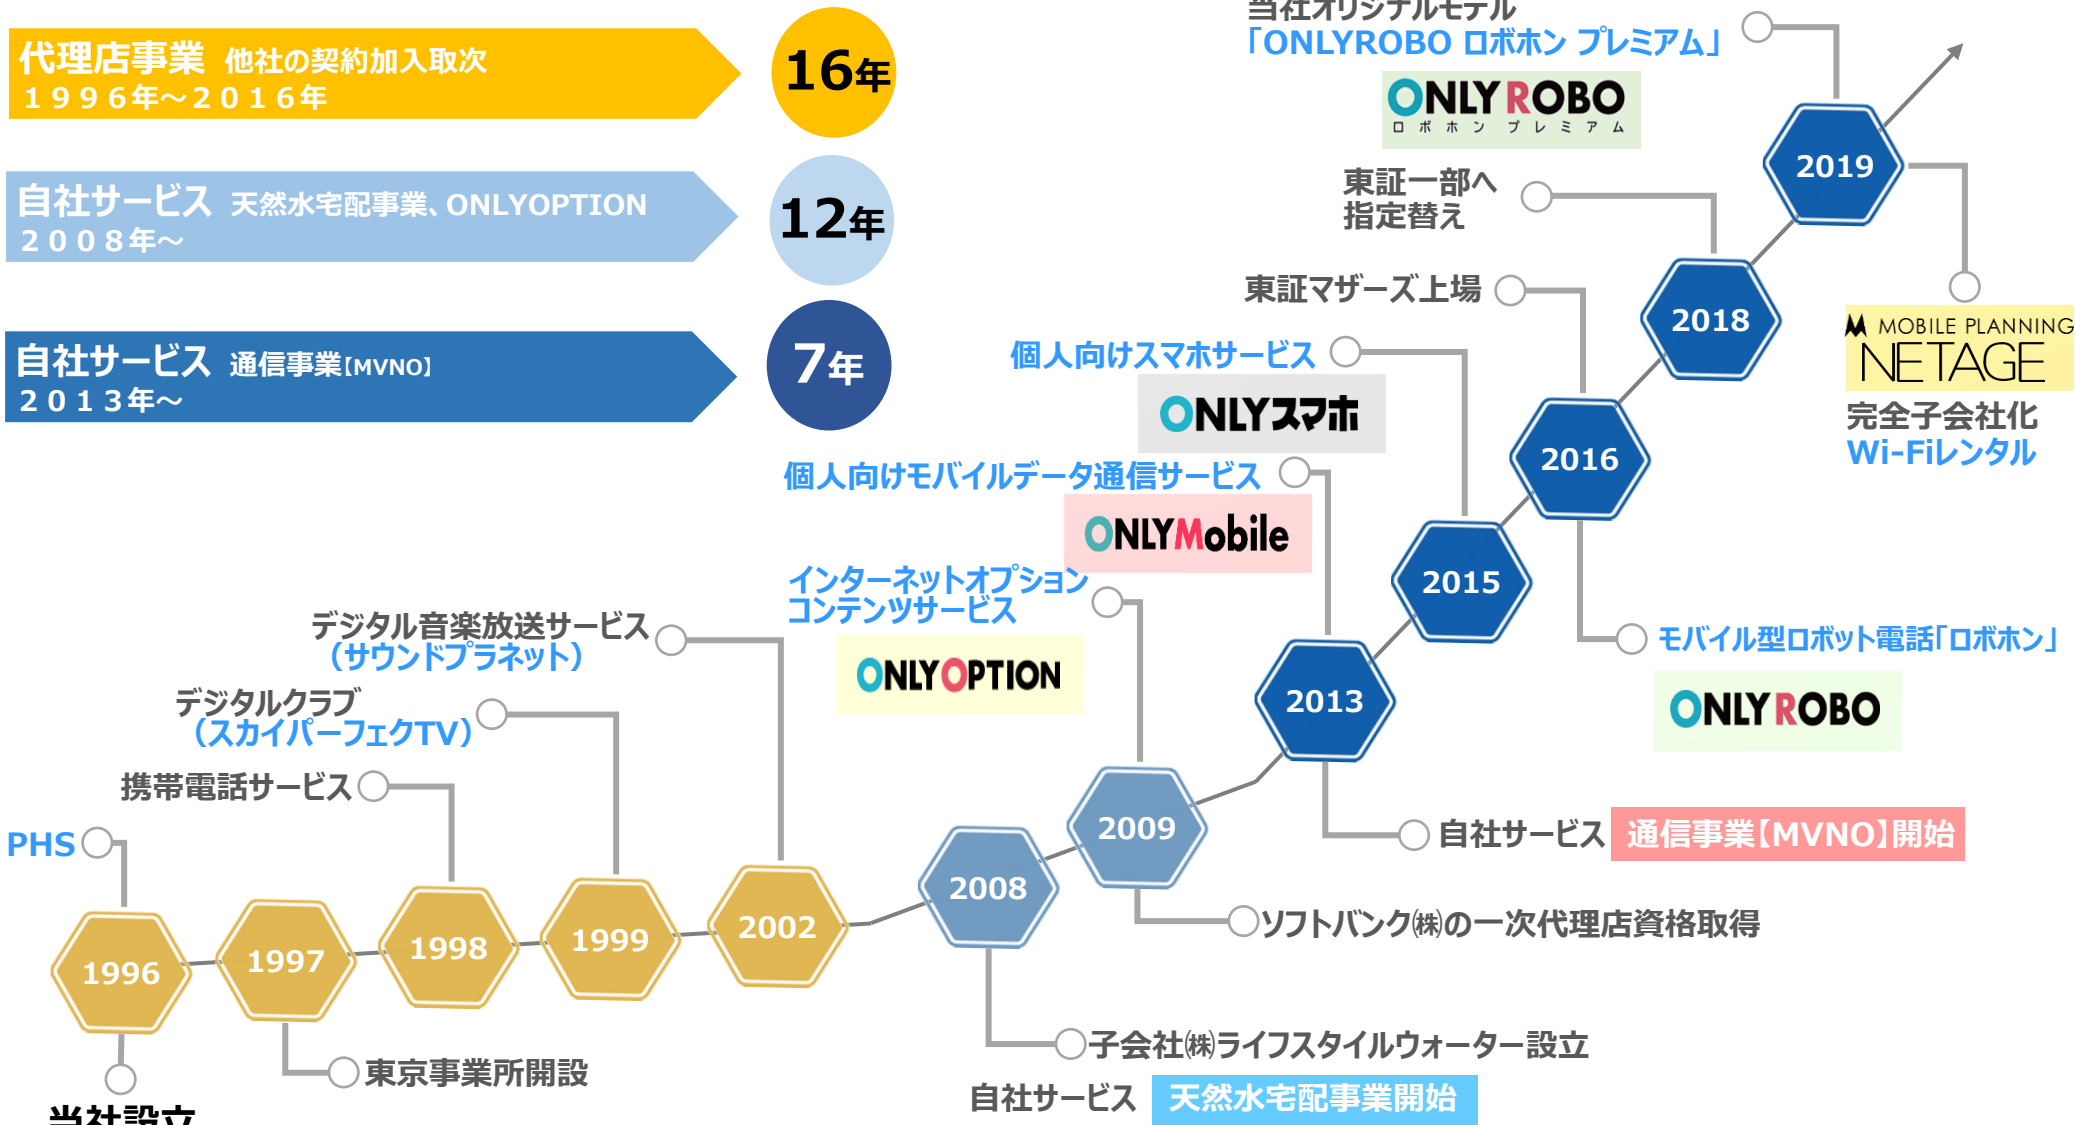 代理店事業 他社の契約加入取次
１９９６年～２０１６年
16年
自社サービス 天然水宅配事業、ONLYOPTION
２００８年～
12年
自社サービス 通信事業【MVNO】
２０１３年～
7年
当社オリジナルモデル
「ONLYROBO ロボホン プレミアム」
ONLYROBO
ロボホン プレミアム
2019
東証一部へ
指定替え
2018
東証マザーズ上場
MOBILE PLANNING
NETAGE
完全子会社化
Wi-Fiレンタル
個人向けスマホサービス
ONLYスマホ
2016
個人向けモバイルデータ通信サービス
ONLYMobile
2015
インターネットオプション
コンテンツサービス
ONLYOPTION
モバイル型ロボット電話「ロボホン」
ONLYROBO
デジタル音楽放送サービス
（サウンドプラネット）
2013
デジタルクラブ
（スカイパーフェクTV）
携帯電話サービス
PHS
2009
自社サービス 通信事業【MVNO】開始
2008
ソフトバンク㈱の一次代理店資格取得
2002
1999
1998
1997
1996
子会社㈱ライフスタイルウォーター設立
東京事業所開設
自社サービス 天然水宅配事業開始
当社設立